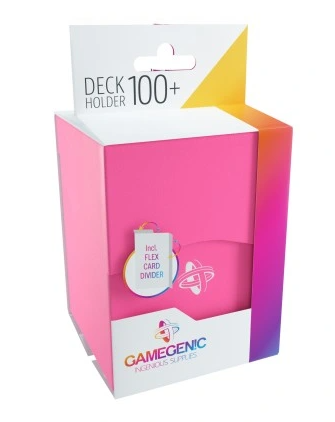 DECK
HOLDER 100+
incl.
FLEX
CARD
DIVIDER
GAMEGENIC
INGENIOUS SUPPLIES